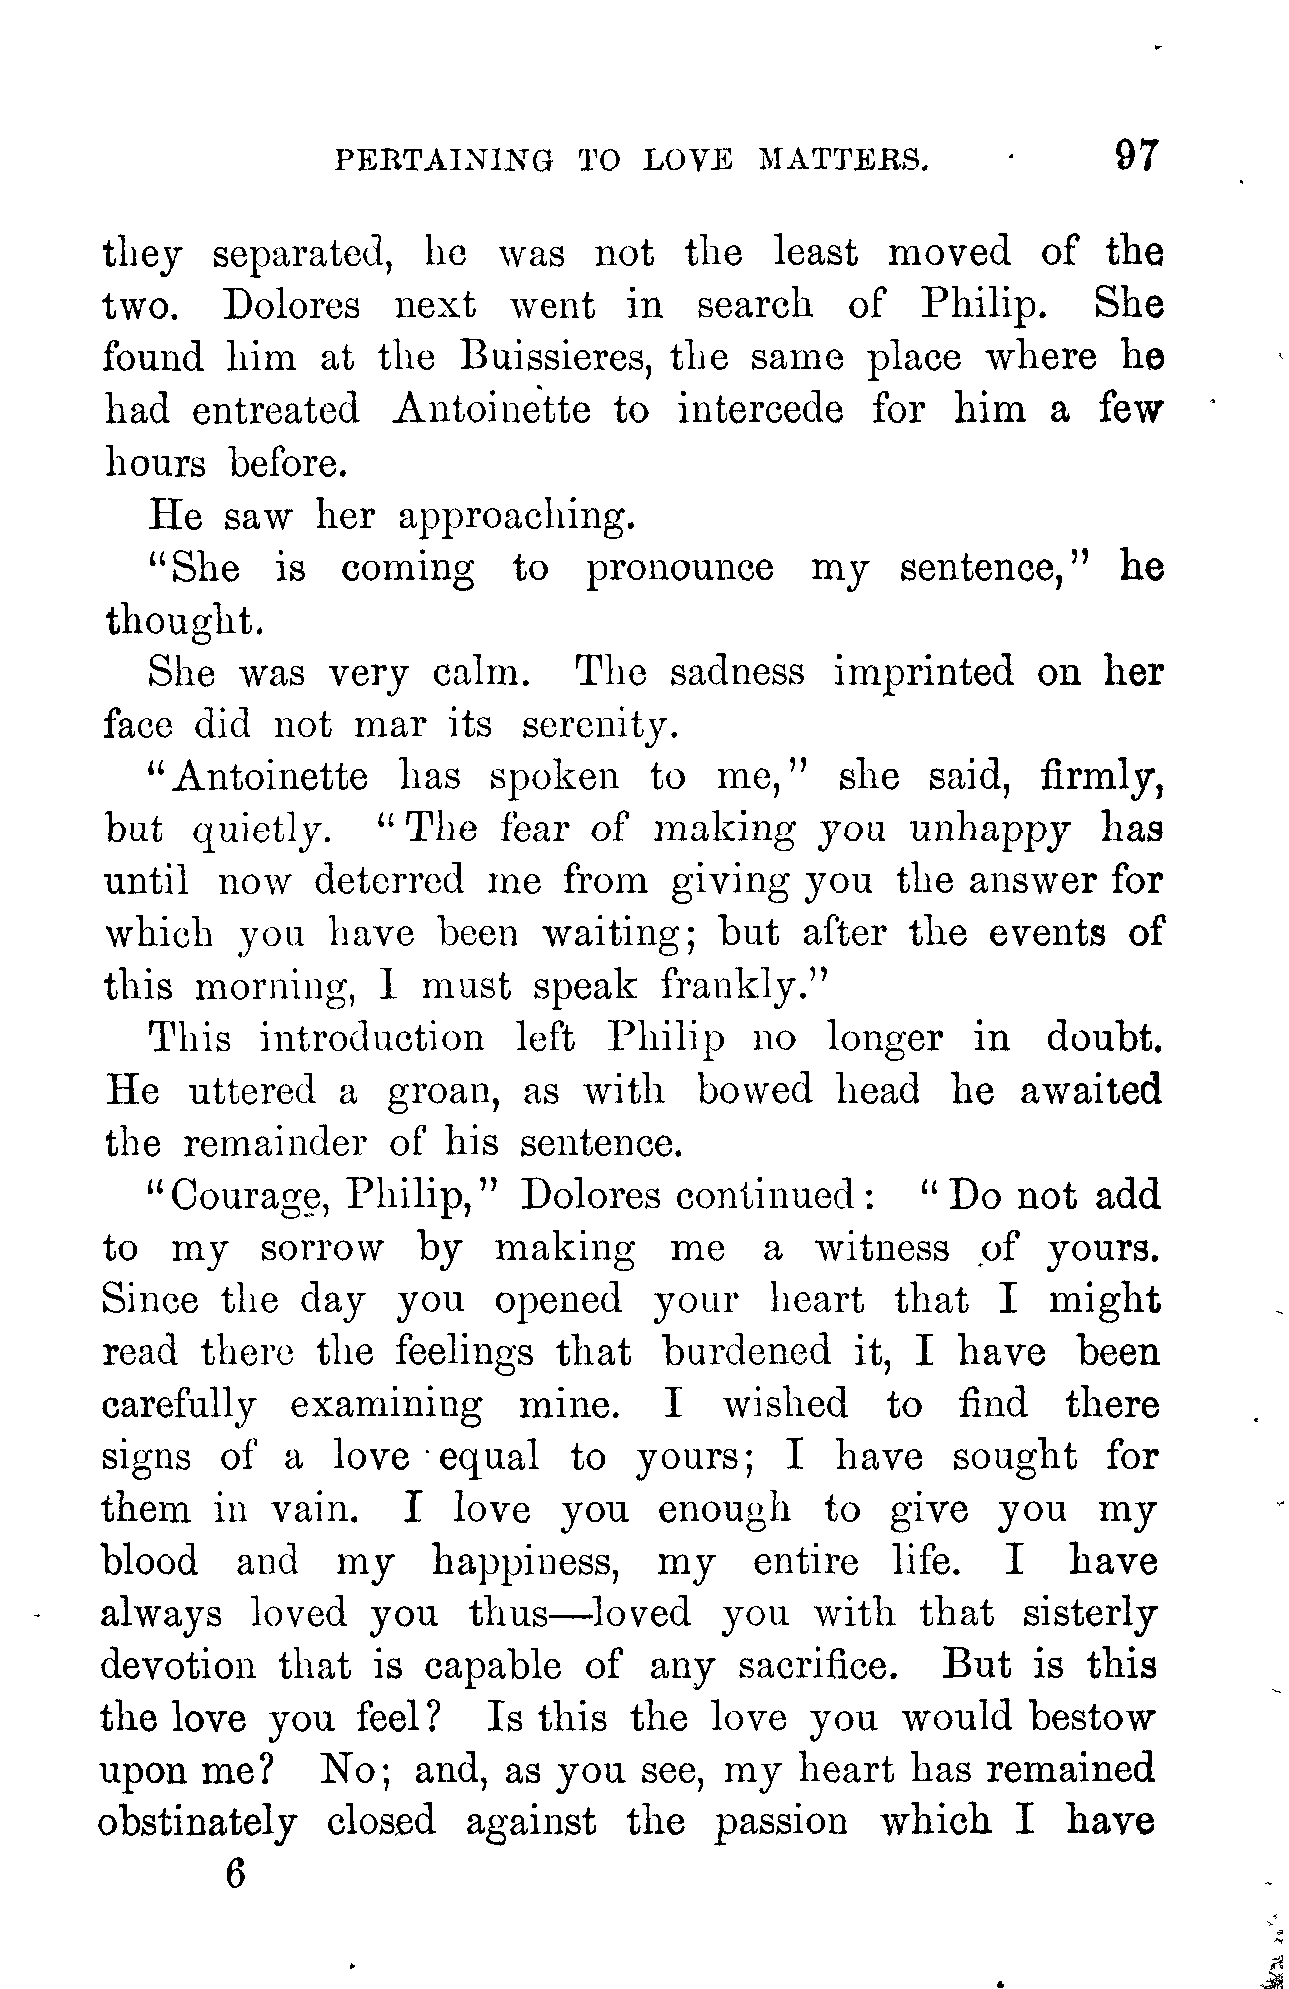 PERTAINING TO LOVE MATTERS. 97
they separated, he was not the least moved of the
two. Dolores next went in search of Philip. She
found him at the Buissieres, the same place where he
had entreated Antoinette to intercede for him a few
hours before.
He saw her approaching.
"She is coming to pronounce my sentence," he
thought.
She was very calm. The sadness imprinted on her
face did not mar its serenity.
"Antoinette has spoken to me," she said, firmly,
but quietly. "The fear of making you unhappy has
until now deterred me from giving you the answer for
which you have been waiting; but after the events of
this morning, I must speak frankly."
This introduction left Philip no longer in doubt.
He uttered a groan, as with bowed head he awaited
the remainder of his sentence.
"Courage, Philip," Dolores continued: "Do not add
to my sorrow by making me a witness of yours.
Since the day you opened your heart that I might
read there the feelings that burdened it, I have been
carefully examining mine. I wished to find there
signs of a love equal to yours; I have sought for
them in vain. I love you enough to give you my
blood and my happiness, my entire life. I have
always loved you thus—loved you with that sisterly
devotion that is capable of any sacrifice. But is this
the love you feel? Is this the love you would bestow
upon me? No; and, as you see, my heart has remained
obstinately closed against the passion which I have
6